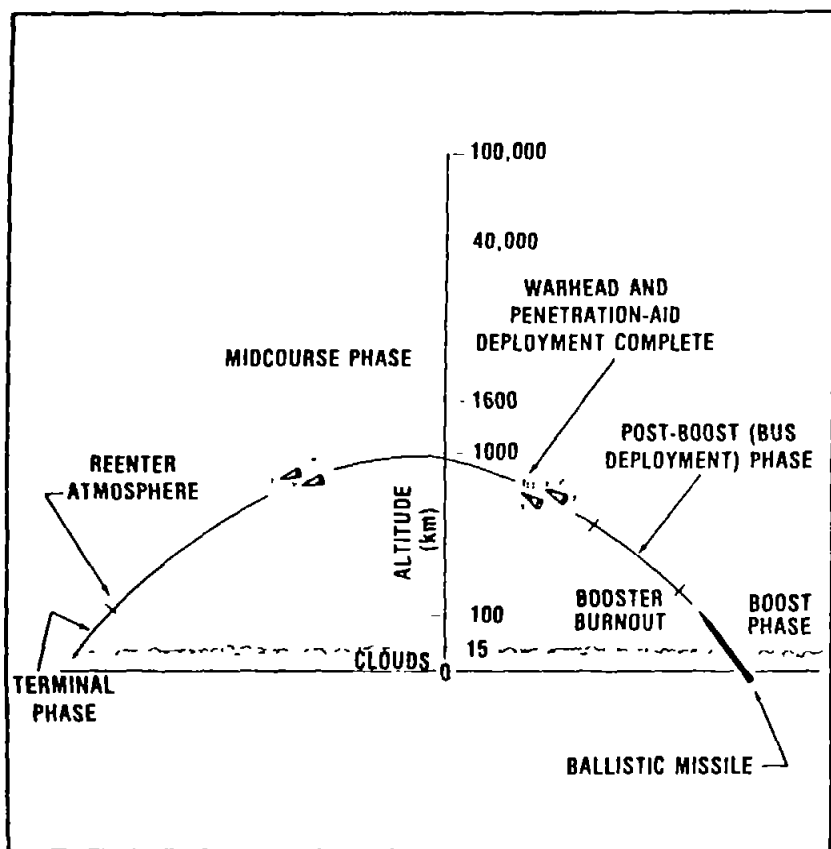 100,000
40,000
WARHEAD AND
PENETRATION-AID
DEPLOYMENT COMPLETE
MIDCOURSE PHASE
1600
1000
POST-BOOST (BUS
DEPLOYMENT) PHASE
REENTER
ATMOSPHERE
ALTITUDE
(km)
100
BOOSTER
BURNOUT
BOOST
PHASE
CLOUDS
15
0
TERMINAL
PHASE
BALLISTIC MISSILE